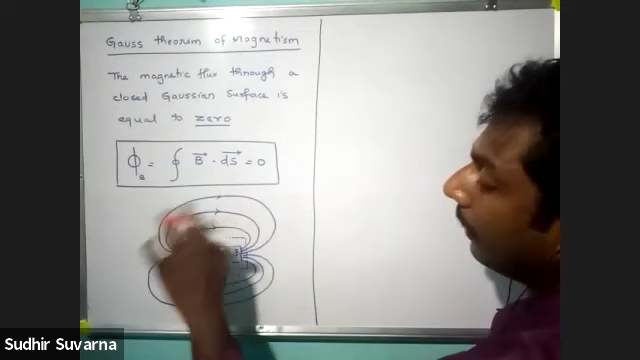 Gauss theorem of Magnetism
The magnetic flux through a
closed Gaussian Surface is
equal to zero
ϕ_B = ∮ B⃗ · dS⃗ = 0
Sudhir Suvarna